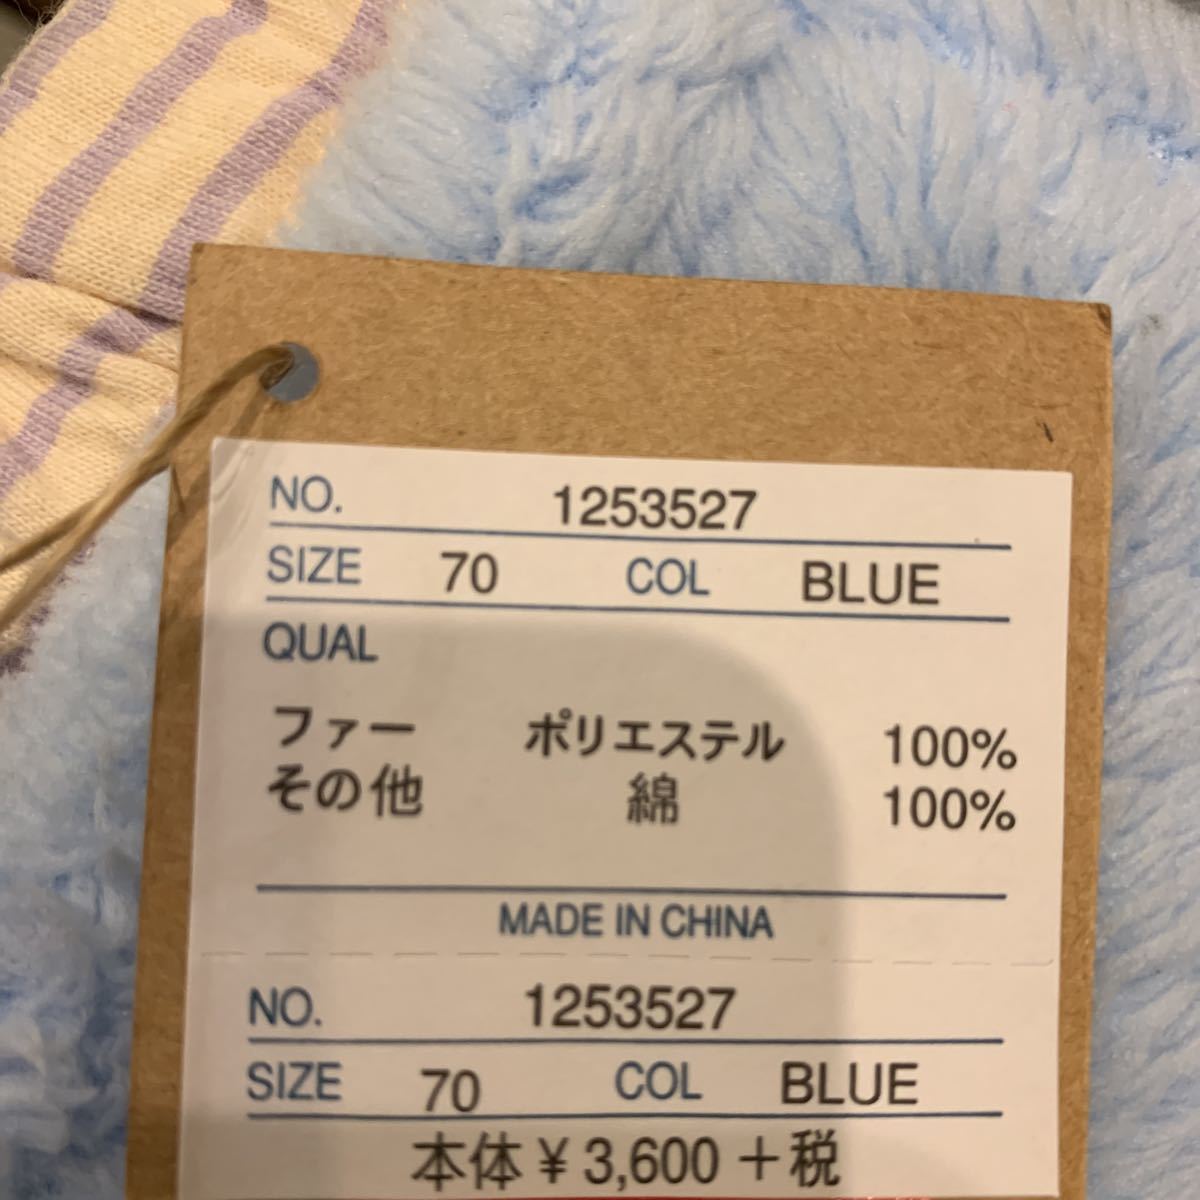 NO. 1253527
SIZE 70 COL BLUE
QUAL
ファー ポリエステル 100%
その他 綿 100%
MADE IN CHINA
NO. 1253527
SIZE 70 COL BLUE
本体¥3,600+税